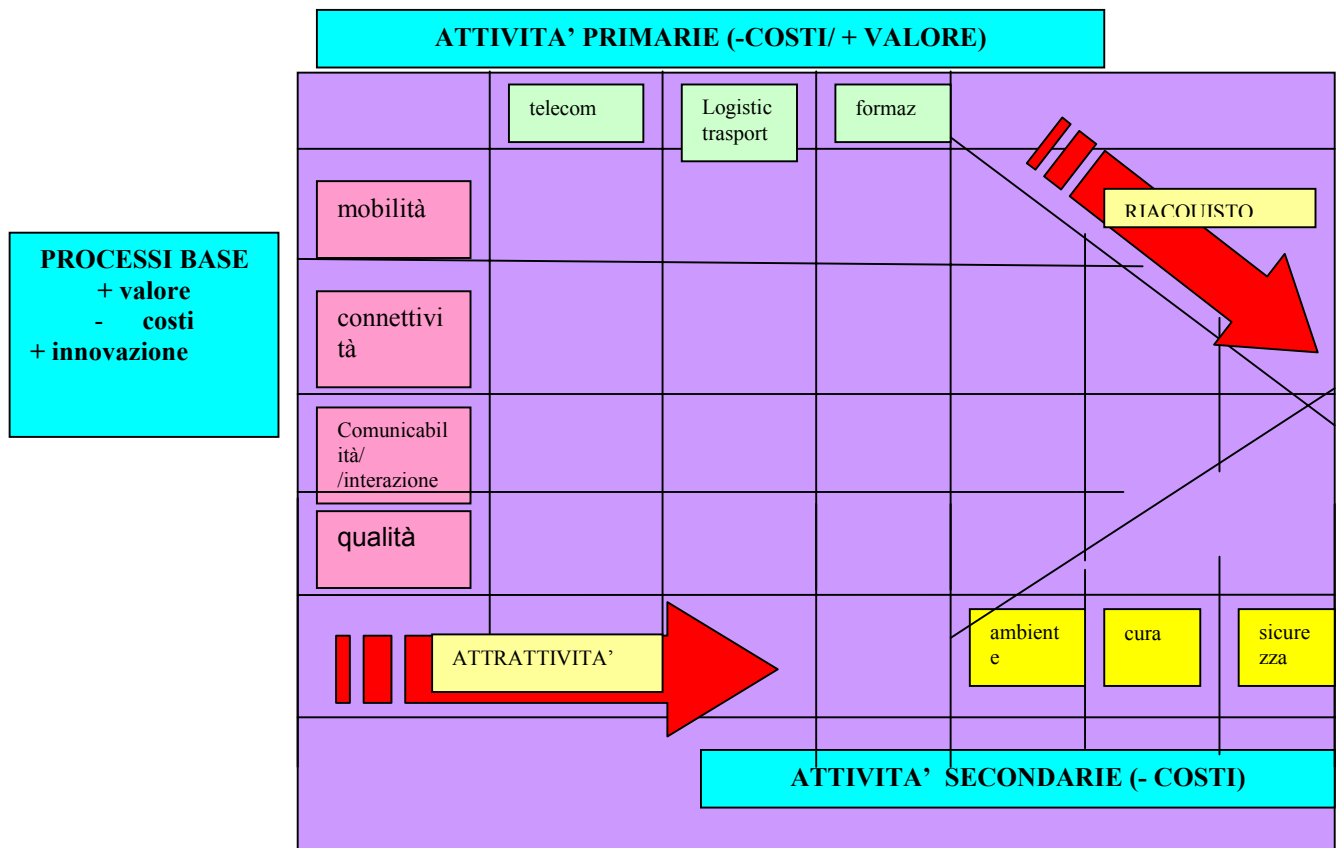 ATTIVITA’ PRIMARIE (-COSTI/ + VALORE)
telecom
Logistic
trasport
formaz
mobilità
RIACQUISTO
PROCESSI BASE
+ valore
- costi
+ innovazione
connettivi
tà
Comunicabil
ità/
/interazione
qualità
ATTRATTIVITA’
ambient
e
cura
sicure
zza
ATTIVITA’ SECONDARIE (- COSTI)